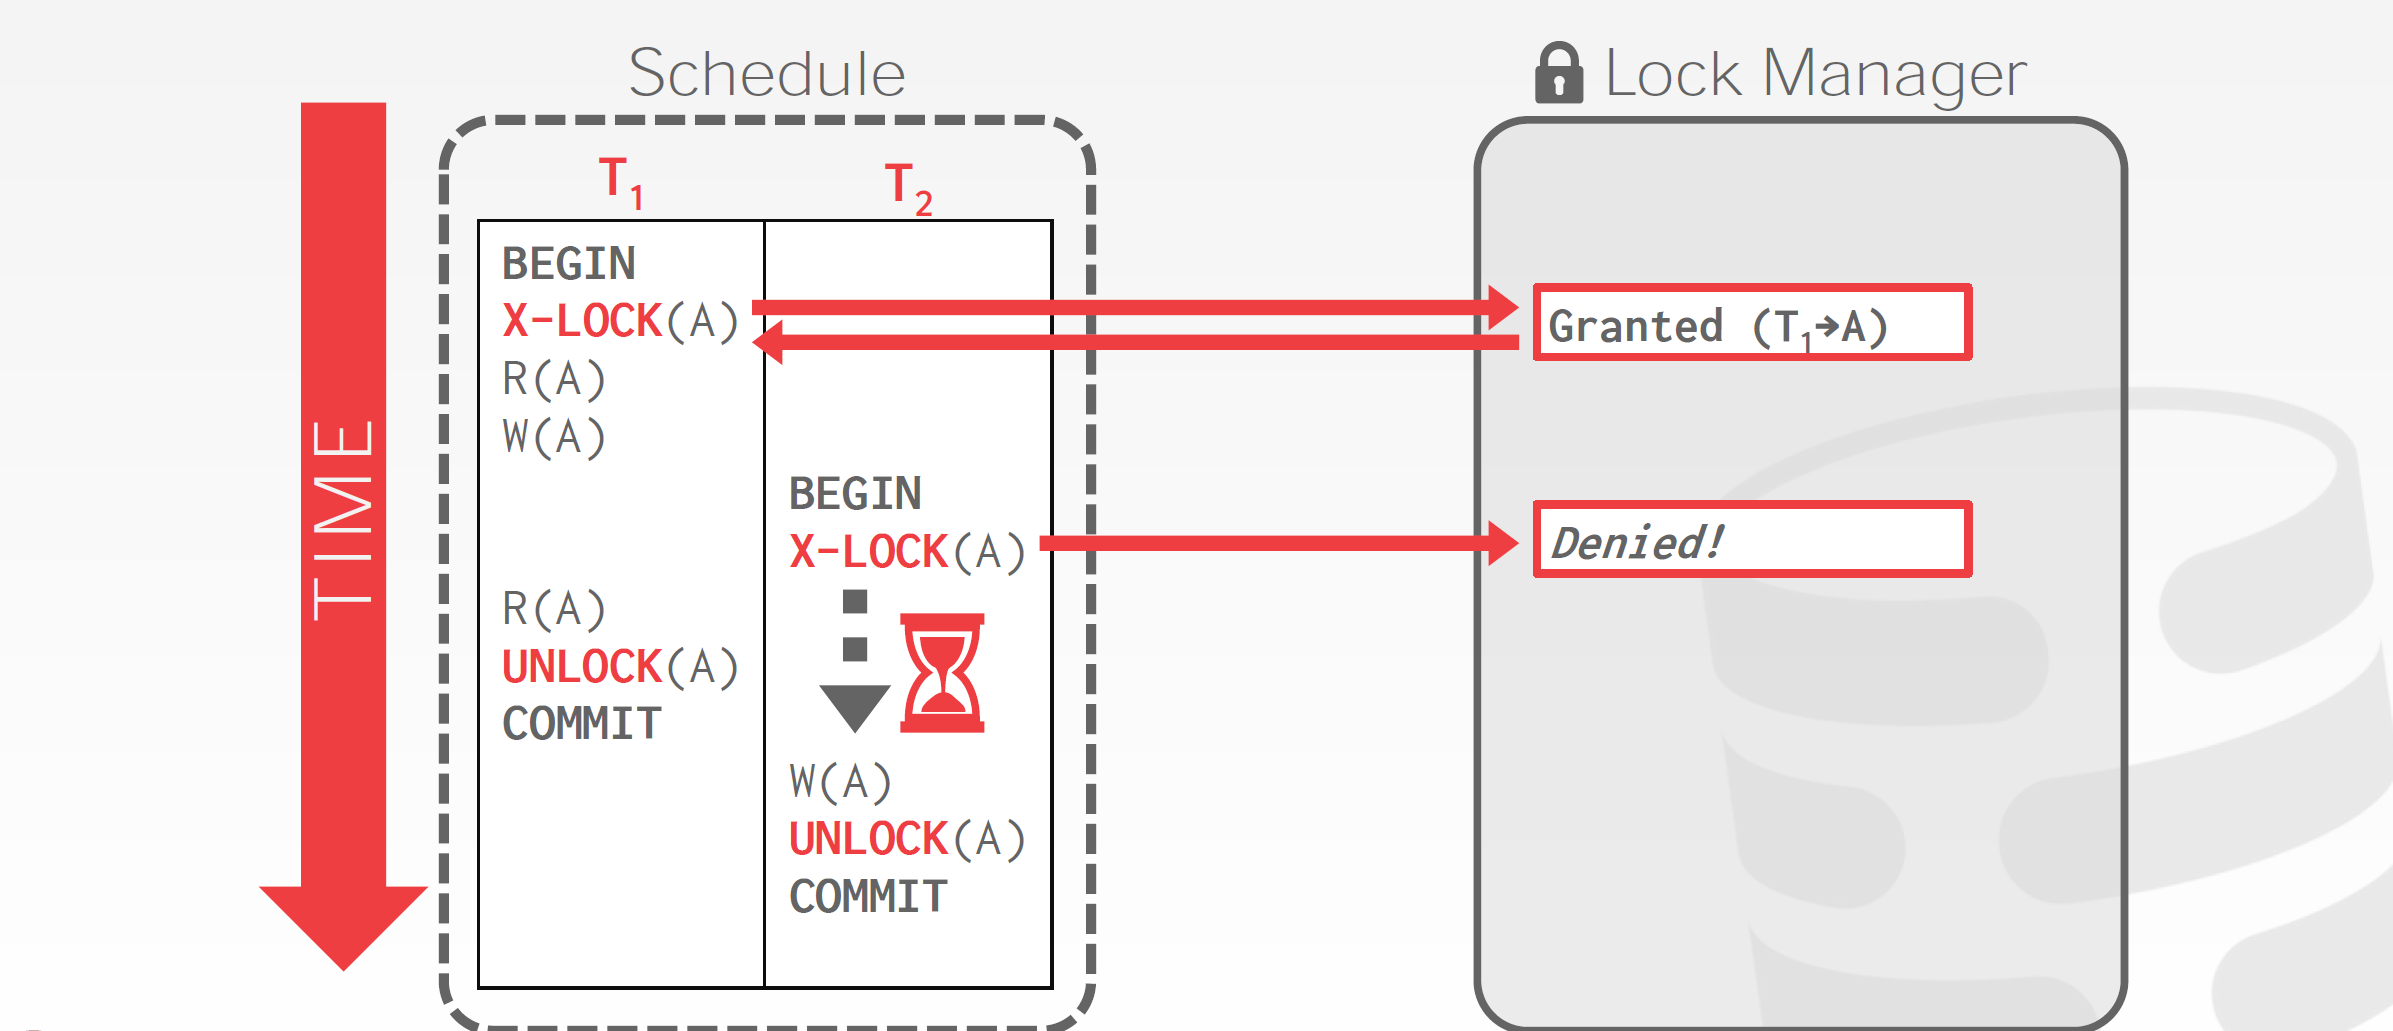 Schedule
Lock Manager
TIME
T1
T2
BEGIN
X-LOCK(A)
R(A)
W(A)
BEGIN
X-LOCK(A)
R(A)
UNLOCK(A)
COMMIT
W(A)
UNLOCK(A)
COMMIT
Granted (T1→A)
Denied!